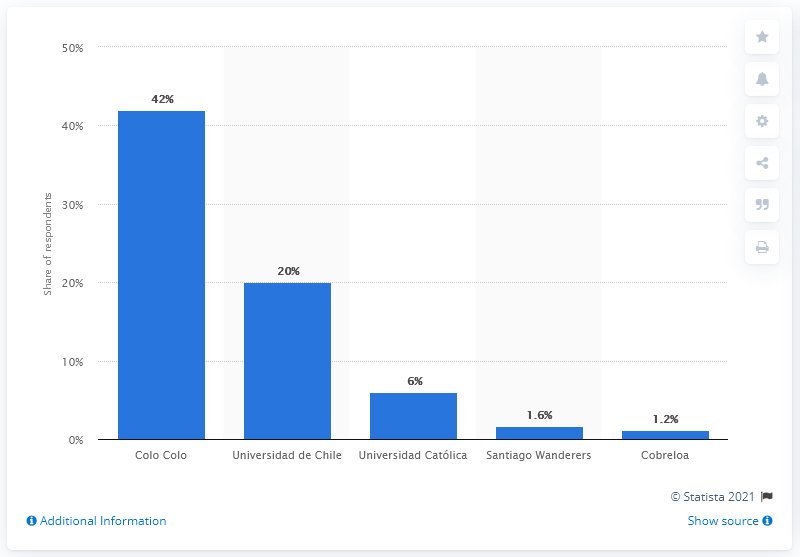 50%
40%
30%
20%
10%
0%
Share of respondents
42%
20%
6%
1.6%
1.2%
Colo Colo
Universidad de Chile
Universidad Católica
Santiago Wanderers
Cobreloa
© Statista 2021
Additional Information
Show source